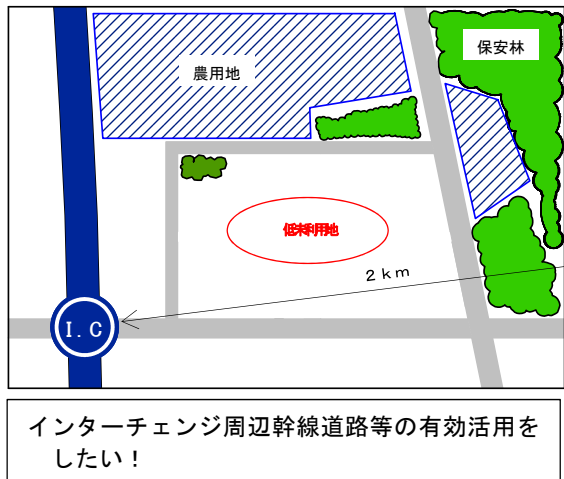 農用地
保安林
低未利用地
2km
I.C
インターチェンジ周辺幹線道路等の有効活用を
したい！